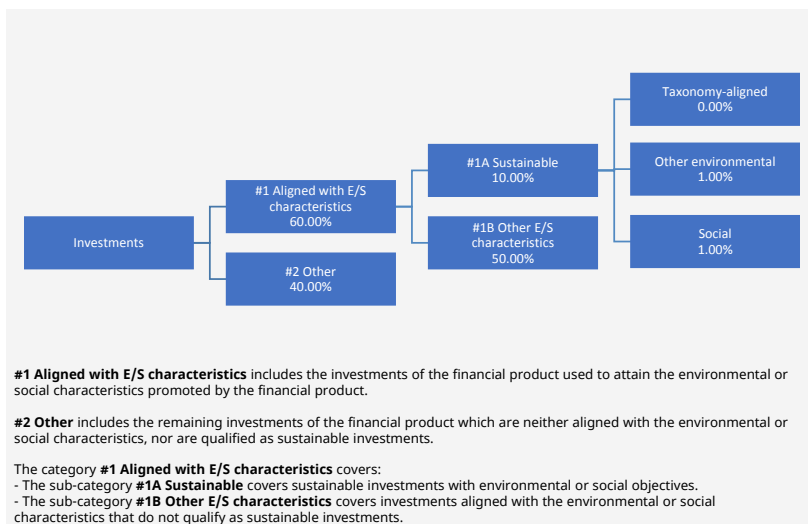 Investments
#1 Aligned with E/S
characteristics
60.00%
#2 Other
40.00%
#1A Sustainable
10.00%
#1B Other E/S
characteristics
50.00%
Taxonomy-aligned
0.00%
Other environmental
1.00%
Social
1.00%
#1 Aligned with E/S characteristics includes the investments of the financial product used to attain the environmental or
social characteristics promoted by the financial product.
#2 Other includes the remaining investments of the financial product which are neither aligned with the environmental or
social characteristics, nor are qualified as sustainable investments.
The category #1 Aligned with E/S characteristics covers:
- The sub-category #1A Sustainable covers sustainable investments with environmental or social objectives.
- The sub-category #1B Other E/S characteristics covers investments aligned with the environmental or social
characteristics that do not qualify as sustainable investments.